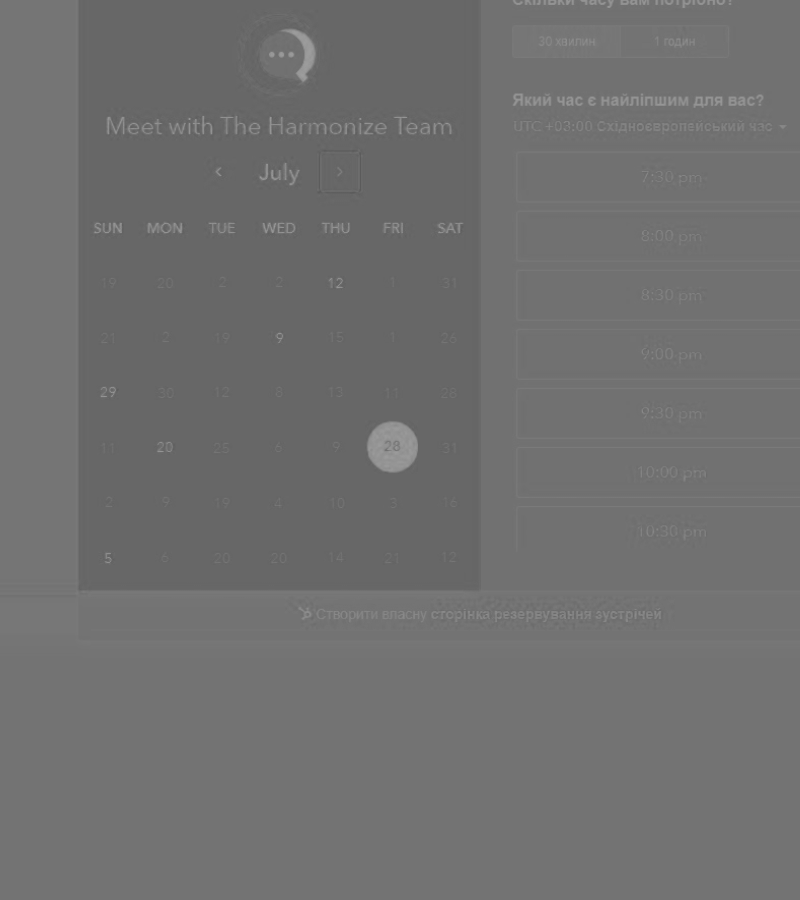 Скільки часу вам потрібно?
30 хвилин 1 годин
Meet with The Harmonize Team
Який час є найліпшим для вас?
UTC +03:00 Східноєвропейський час
July
SUN MON TUE WED THU FRI SAT
19 20 2 2 12 1 31
21 2 19 9 15 1 26
29 30 12 8 13 11 28
11 20 25 6 9 28 31
2 9 19 4 10 3 16
5 6 20 20 14 21 12
7:30 pm
8:00 pm
8:30 pm
9:00 pm
9:30 pm
10:00 pm
10:30 pm
Створити власну сторінка резервування зустрічей